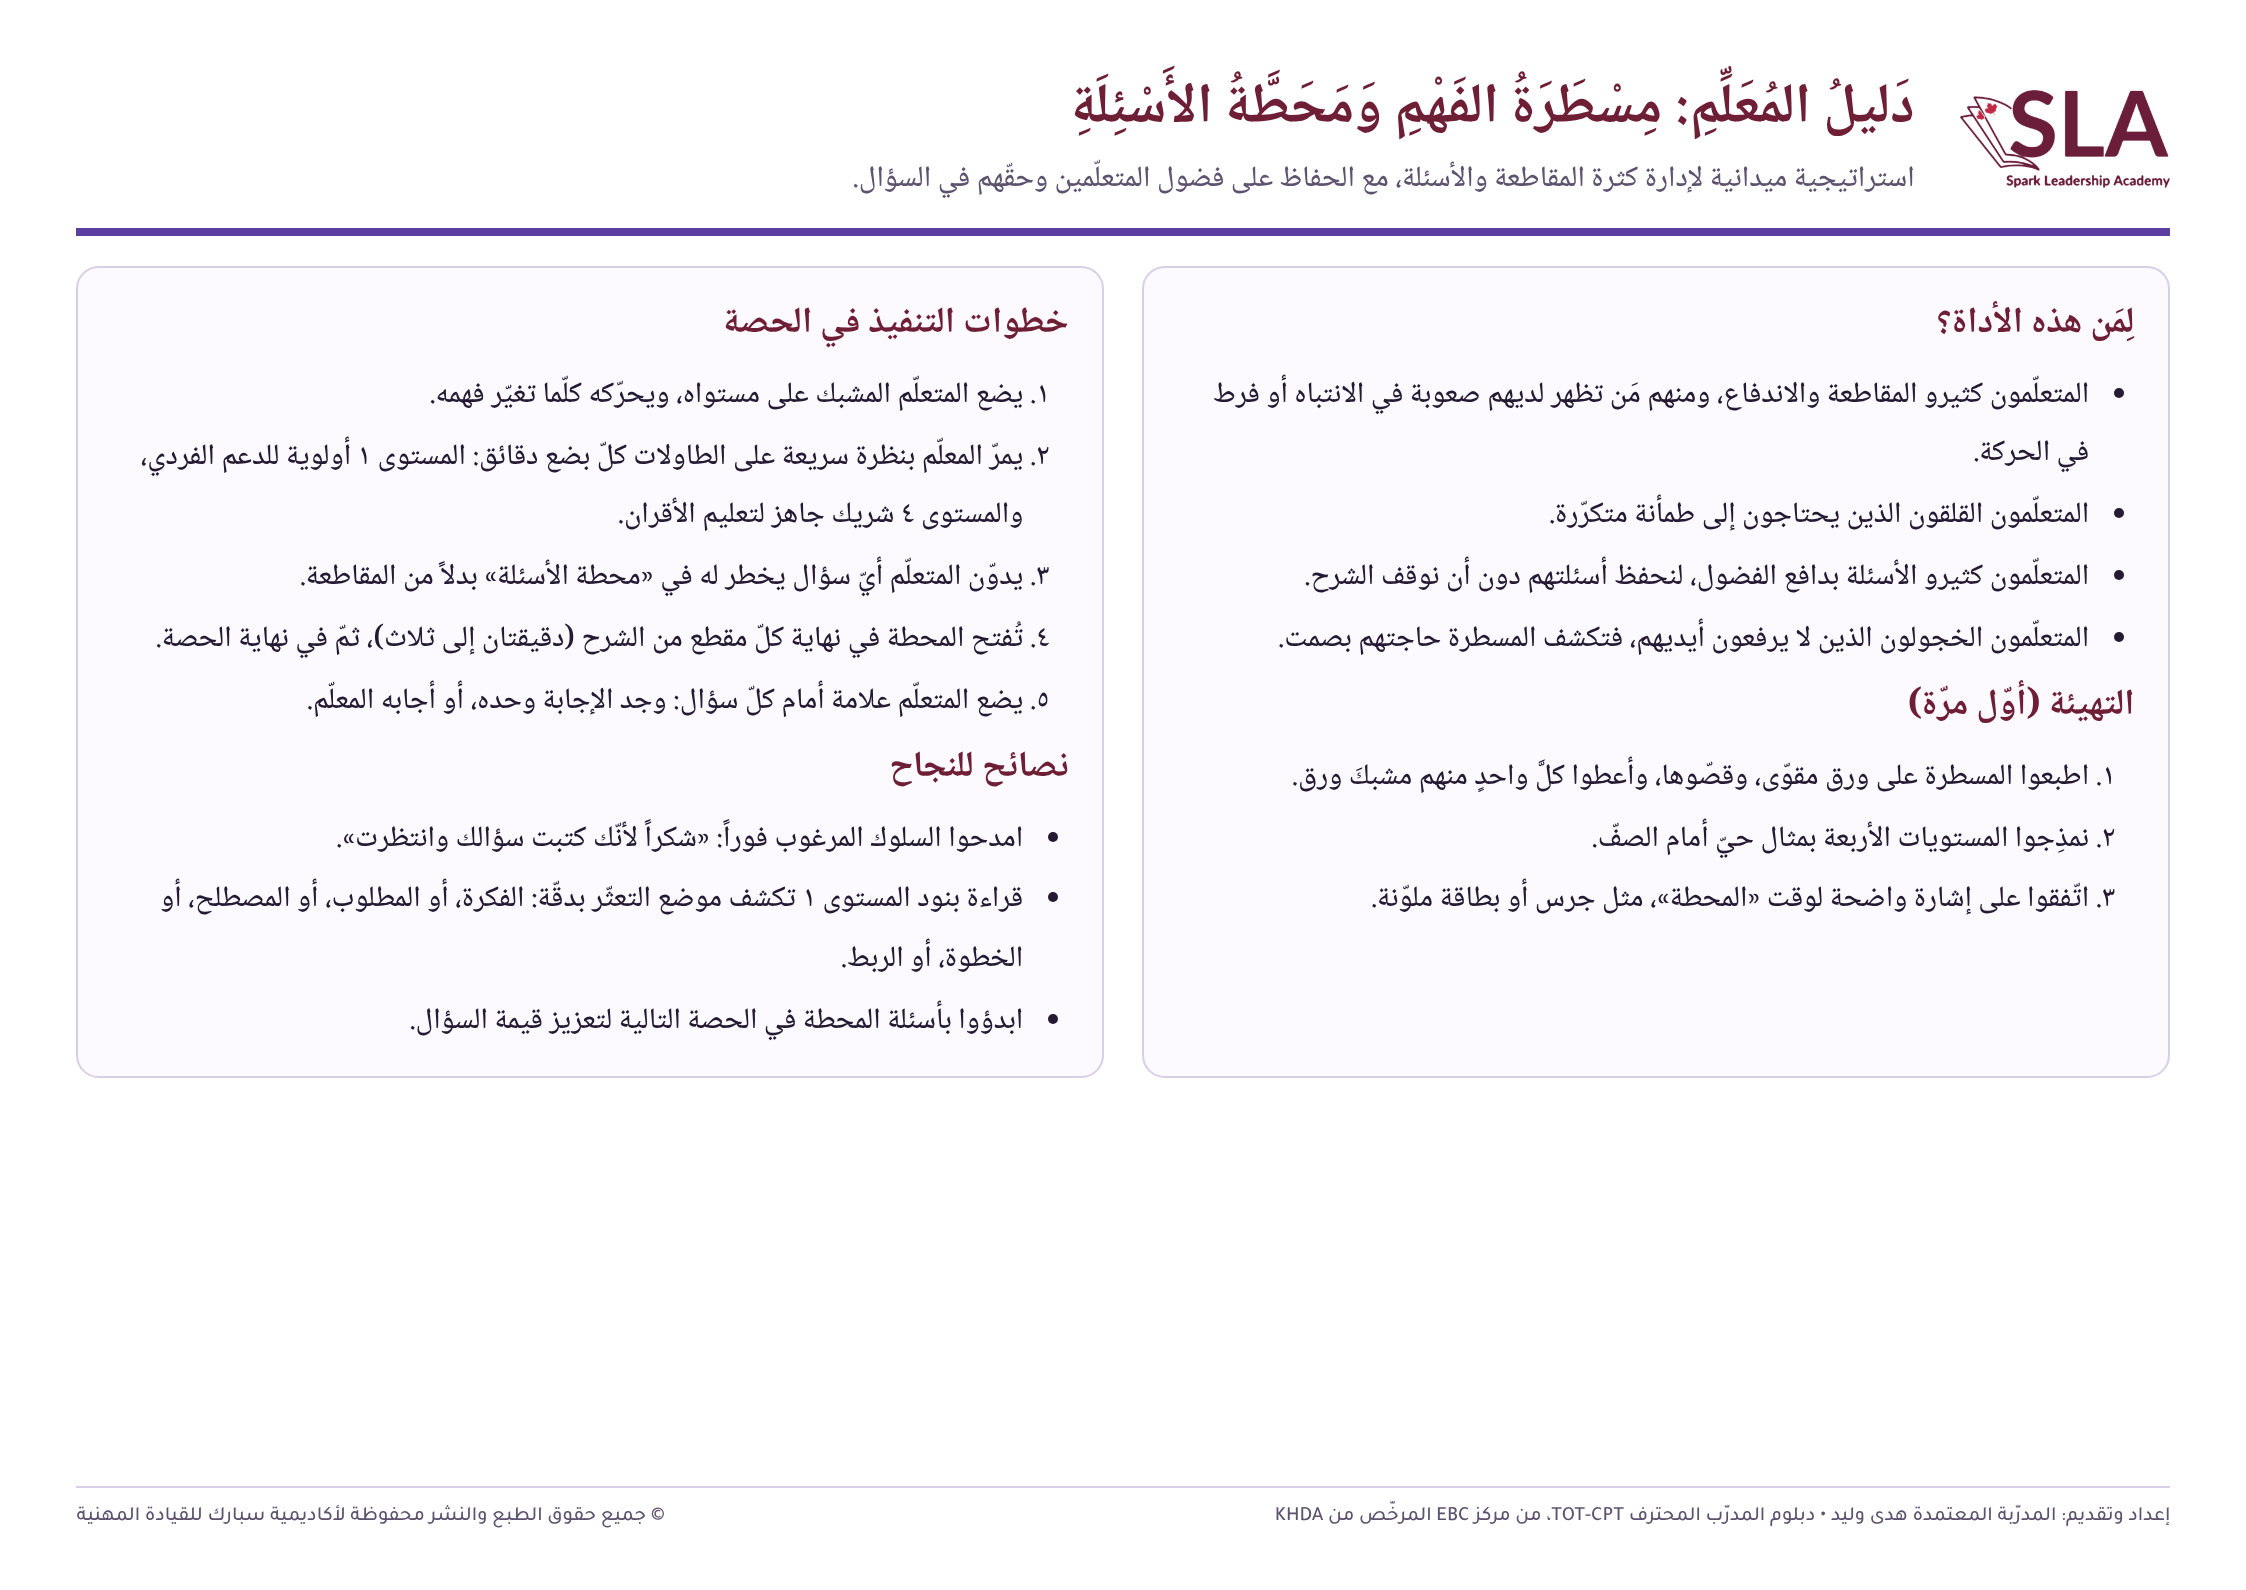 SLA
Spark Leadership Academy
دَليلُ المُعَلِّمِ: مِسْطَرَةُ الفَهْمِ وَمَحَطَّةُ الأَسْئِلَةِ
استراتيجية ميدانية لإدارة كثرة المقاطعة والأسئلة، مع الحفاظ على فضول المتعلّمين وحقّهم في السؤال.
لِمَن هذه الأداة؟
• المتعلّمون كثيرو المقاطعة والاندفاع، ومنهم مَن تظهر لديهم صعوبة في الانتباه أو فرط
في الحركة.
• المتعلّمون القلقون الذين يحتاجون إلى طمأنة متكرّرة.
• المتعلّمون كثيرو الأسئلة بدافع الفضول، لنحفظ أسئلتهم دون أن نوقف الشرح.
• المتعلّمون الخجولون الذين لا يرفعون أيديهم، فتكشف المسطرة حاجتهم بصمت.
التهيئة (أوّل مرّة)
١. اطبعوا المسطرة على ورق مقوّى، وقصّوها، وأعطوا كلَّ واحدٍ منهم مشبكَ ورق.
٢. نمذِجوا المستويات الأربعة بمثال حيّ أمام الصفّ.
٣. اتّفقوا على إشارة واضحة لوقت «المحطة»، مثل جرس أو بطاقة ملوّنة.
خطوات التنفيذ في الحصة
١. يضع المتعلّم المشبك على مستواه، ويحرّكه كلّما تغيّر فهمه.
٢. يمرّ المعلّم بنظرة سريعة على الطاولات كلّ بضع دقائق: المستوى ١ أولوية للدعم الفردي،
والمستوى ٤ شريك جاهز لتعليم الأقران.
٣. يدوّن المتعلّم أيّ سؤال يخطر له في «محطة الأسئلة» بدلاً من المقاطعة.
٤. تُفتح المحطة في نهاية كلّ مقطع من الشرح (دقيقتان إلى ثلاث)، ثمّ في نهاية الحصة.
٥. يضع المتعلّم علامة أمام كلّ سؤال: وجد الإجابة وحده، أو أجابه المعلّم.
نصائح للنجاح
• امدحوا السلوك المرغوب فوراً: «شكراً لأنّك كتبت سؤالك وانتظرت».
• قراءة بنود المستوى ١ تكشف موضع التعثّر بدقّة: الفكرة، أو المطلوب، أو المصطلح، أو
الخطوة، أو الربط.
• ابدؤوا بأسئلة المحطة في الحصة التالية لتعزيز قيمة السؤال.
إعداد وتقديم: المدرّبة المعتمدة هدى وليد • دبلوم المدرّب المحترف TOT-CPT، من مركز EBC المرخّص من KHDA
© جميع حقوق الطبع والنشر محفوظة لأكاديمية سبارك للقيادة المهنية